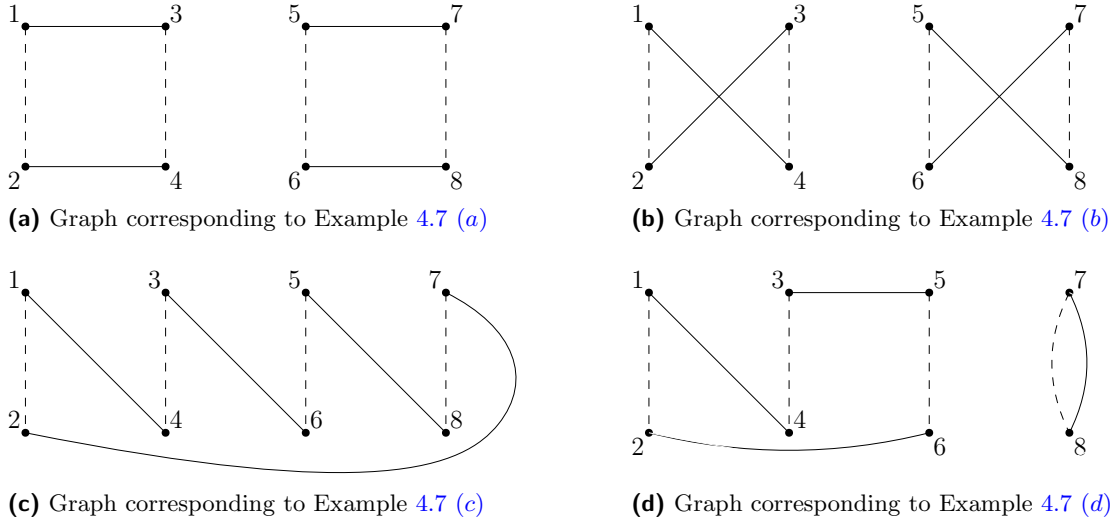 1 3 5 7
2 4 6 8
(a) Graph corresponding to Example 4.7 (a)
1 3 5 7
2 4 6 8
(b) Graph corresponding to Example 4.7 (b)
1 3 5 7
2 4 6 8
(c) Graph corresponding to Example 4.7 (c)
1 3 5 7
2 4 6 8
(d) Graph corresponding to Example 4.7 (d)